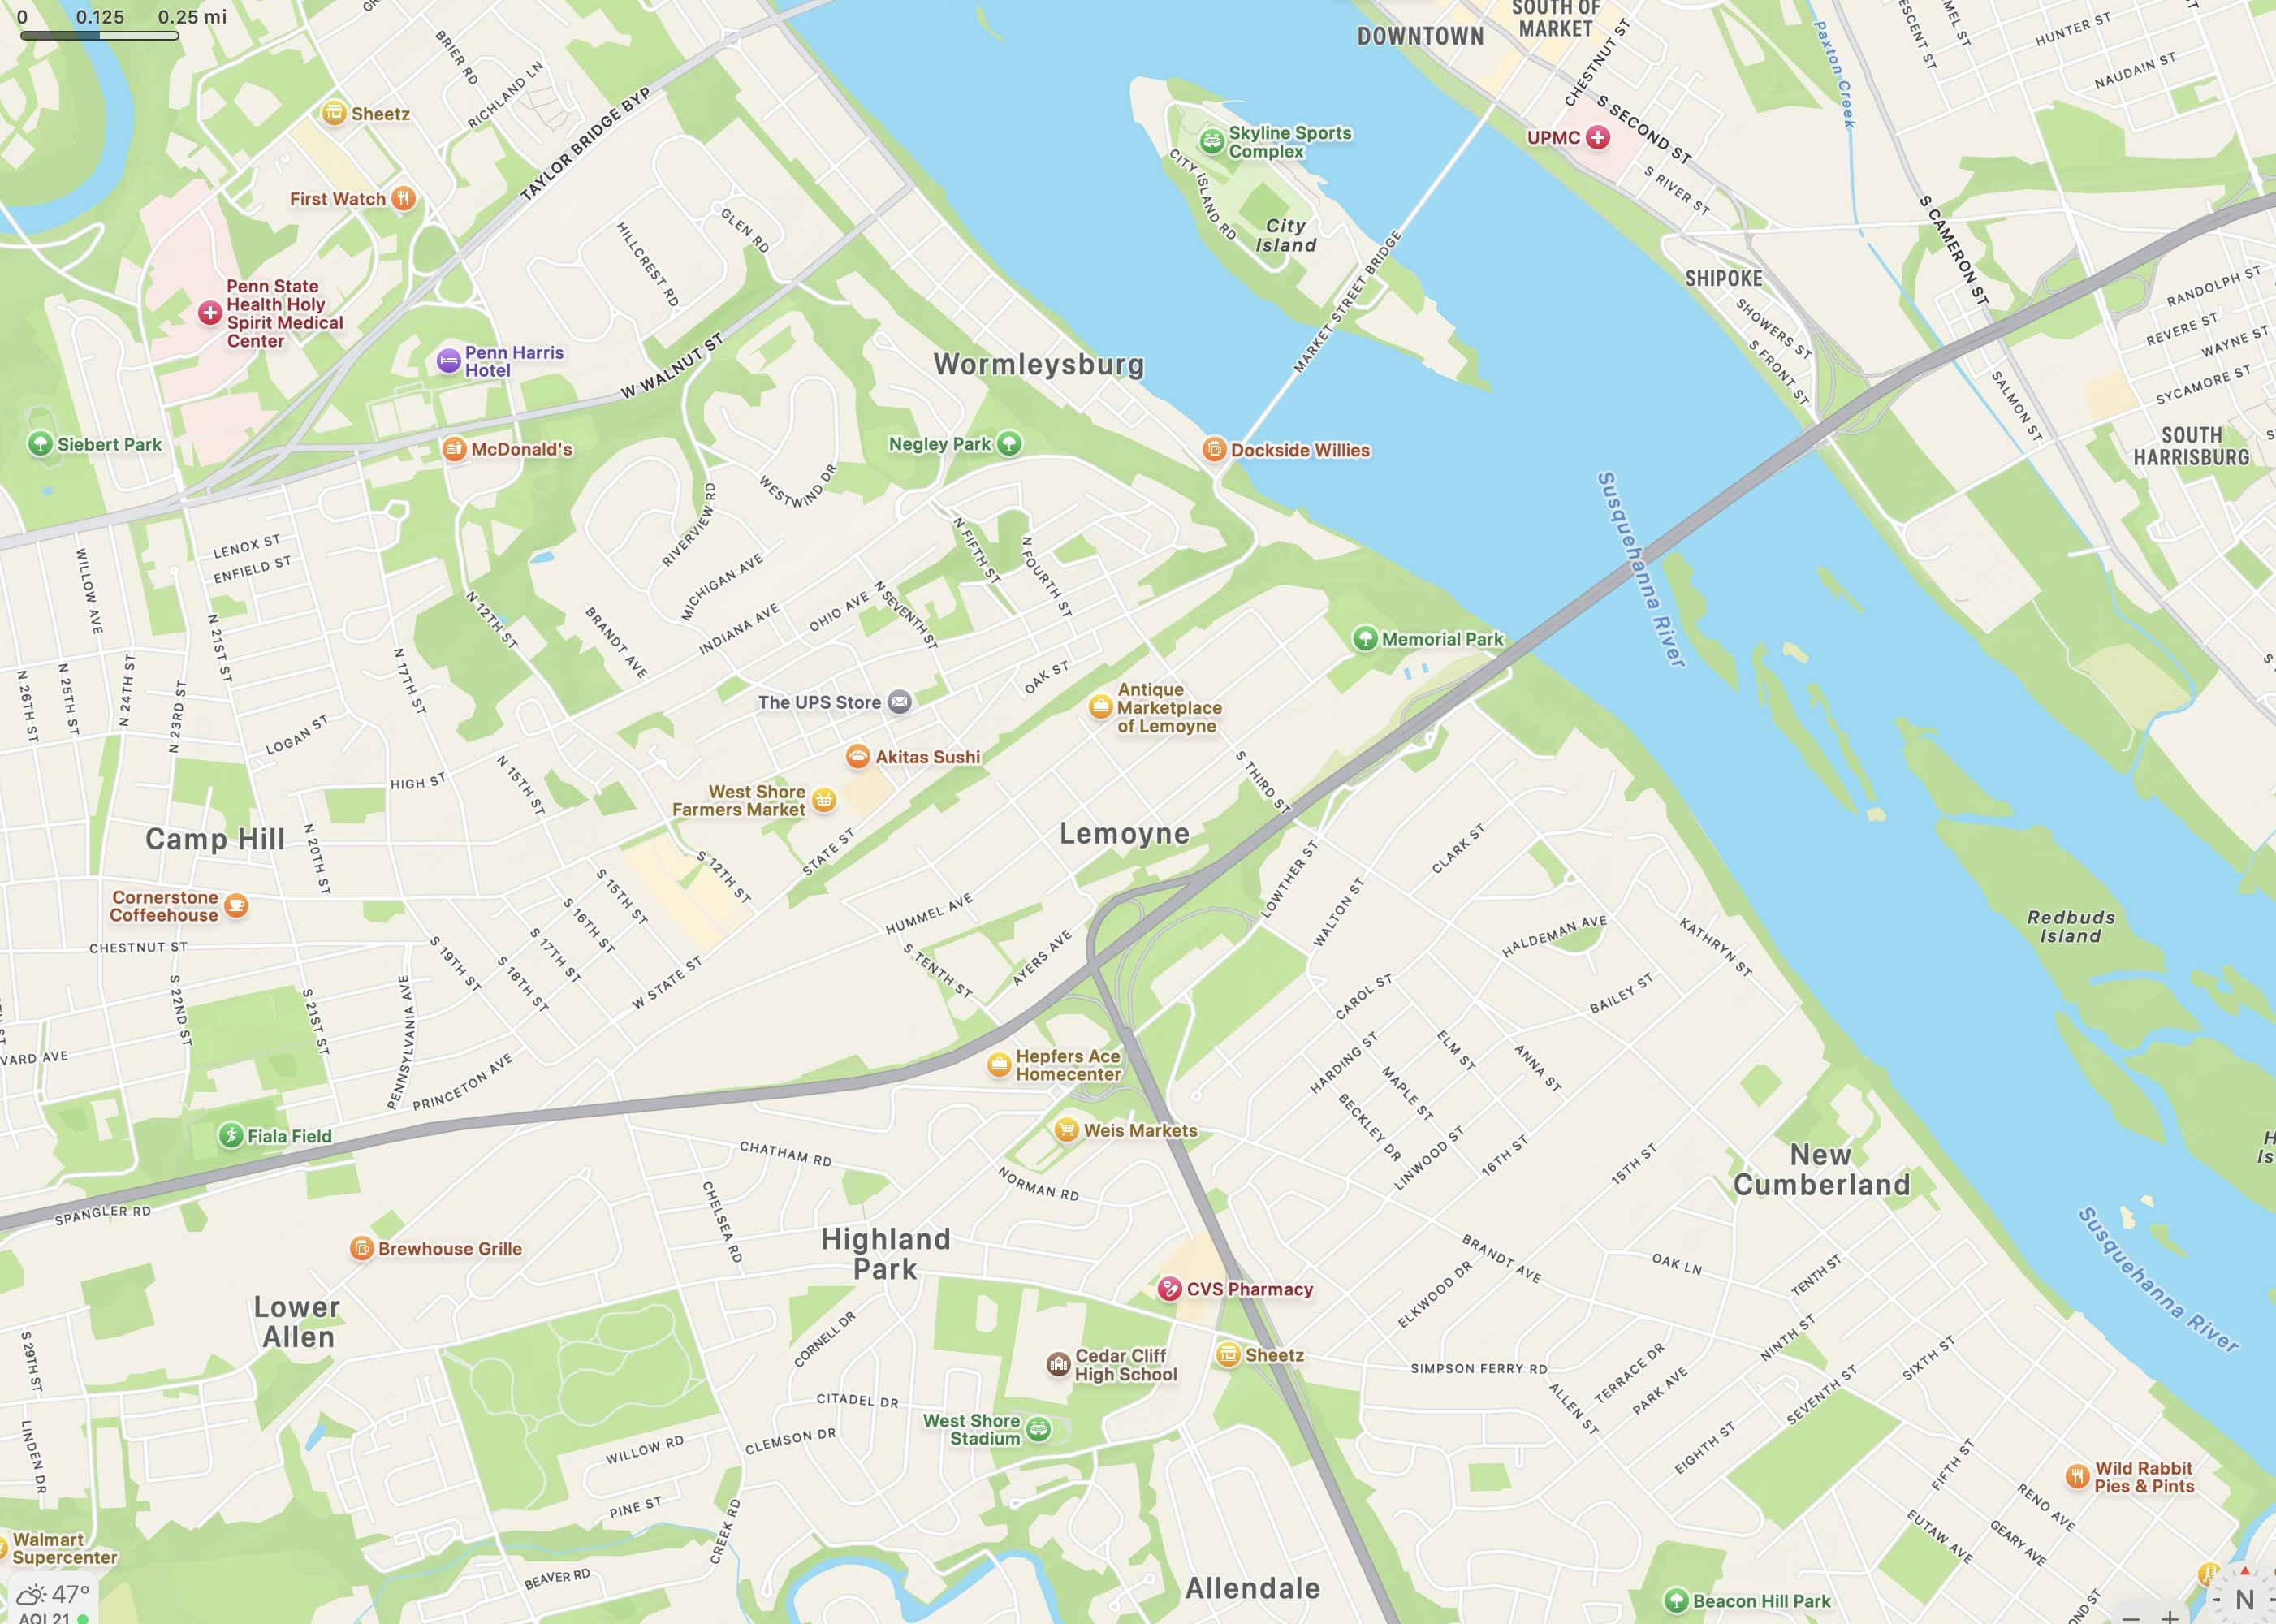 0 0.125 0.25 mi
SOUTH OF
MARKET
DOWNTOWN
CHESTNUT ST
HUNTER ST
NAUDAIN ST
Paxton Creek
BRIER RD
RICHLAND LN
Sheetz
TAYLOR BRIDGE BYP
Skyline Sports
Complex
CITY ISLAND RD
City
Island
UPMC
S SECOND ST
S RIVER ST
S CAMERON ST
First Watch
GLEN RD
HILLCREST RD
MARKET STREET BRIDGE
SHIPOKE
SHOWERS ST
S FRONT ST
RANDOLPH ST
REVERE ST
WAYNE ST
SYCAMORE ST
SALMON ST
Penn State
Health Holy
Spirit Medical
Center
Penn Harris
Hotel
W WALNUT ST
Wormleysburg
Siebert Park
McDonald's
Negley Park
Dockside Willies
SOUTH
HARRISBURG
WESTWIND DR
RIVERVIEW RD
Susquehanna River
LENOX ST
ENFIELD ST
WILLOW AVE
N 21ST ST
N 12TH ST
MICHIGAN AVE
INDIANA AVE
OHIO AVE
N SEVENTH ST
N FIFTH ST
N FOURTH ST
BRANDT AVE
N 26TH ST
N 25TH ST
N 24TH ST
N 23RD ST
N 17TH ST
OAK ST
Memorial Park
The UPS Store
Antique
Marketplace
of Lemoyne
LOGAN ST
HIGH ST
N 15TH ST
Akitas Sushi
S THIRD ST
West Shore
Farmers Market
Camp Hill
N 20TH ST
Lemoyne
STATE ST
S 12TH ST
CLARK ST
LOWTHER ST
WALTON ST
Cornerstone
Coffeehouse
CHESTNUT ST
S 15TH ST
S 16TH ST
S 17TH ST
S 18TH ST
S 19TH ST
HUMMEL AVE
S TENTH ST
AYERS AVE
W STATE ST
HALDEMAN AVE
KATHRYN ST
Redbuds
Island
CAROL ST
BAILEY ST
S 22ND ST
S 21ST ST
PENNSYLVANIA AVE
PRINCETON AVE
VARD AVE
Hepfers Ace
Homecenter
HARDING ST
ELM ST
ANNA ST
MAPLE ST
BECKLEY DR
LINWOOD ST
16TH ST
15TH ST
Fiala Field
Weis Markets
CHATHAM RD
NORMAN RD
CHELSEA RD
New
Cumberland
SPANGLER RD
Brewhouse Grille
Highland
Park
BRANDT AVE
OAK LN
ELKWOOD DR
TENTH ST
NINTH ST
Susquehanna River
CVS Pharmacy
Lower
Allen
CORNELL DR
Cedar Cliff
High School
Sheetz
SIMPSON FERRY RD
TERRACE DR
PARK AVE
ALLEN ST
SIXTH ST
SEVENTH ST
EIGHTH ST
FIFTH ST
S 29TH ST
LINDEN DR
CITADEL DR
West Shore
Stadium
CLEMSON DR
WILLOW RD
PINE ST
CREEK RD
BEAVER RD
Wild Rabbit
Pies & Pints
RENO AVE
GEARY AVE
EUTAW AVE
Walmart
Supercenter
Allendale
Beacon Hill Park
47°
AQI 21
N